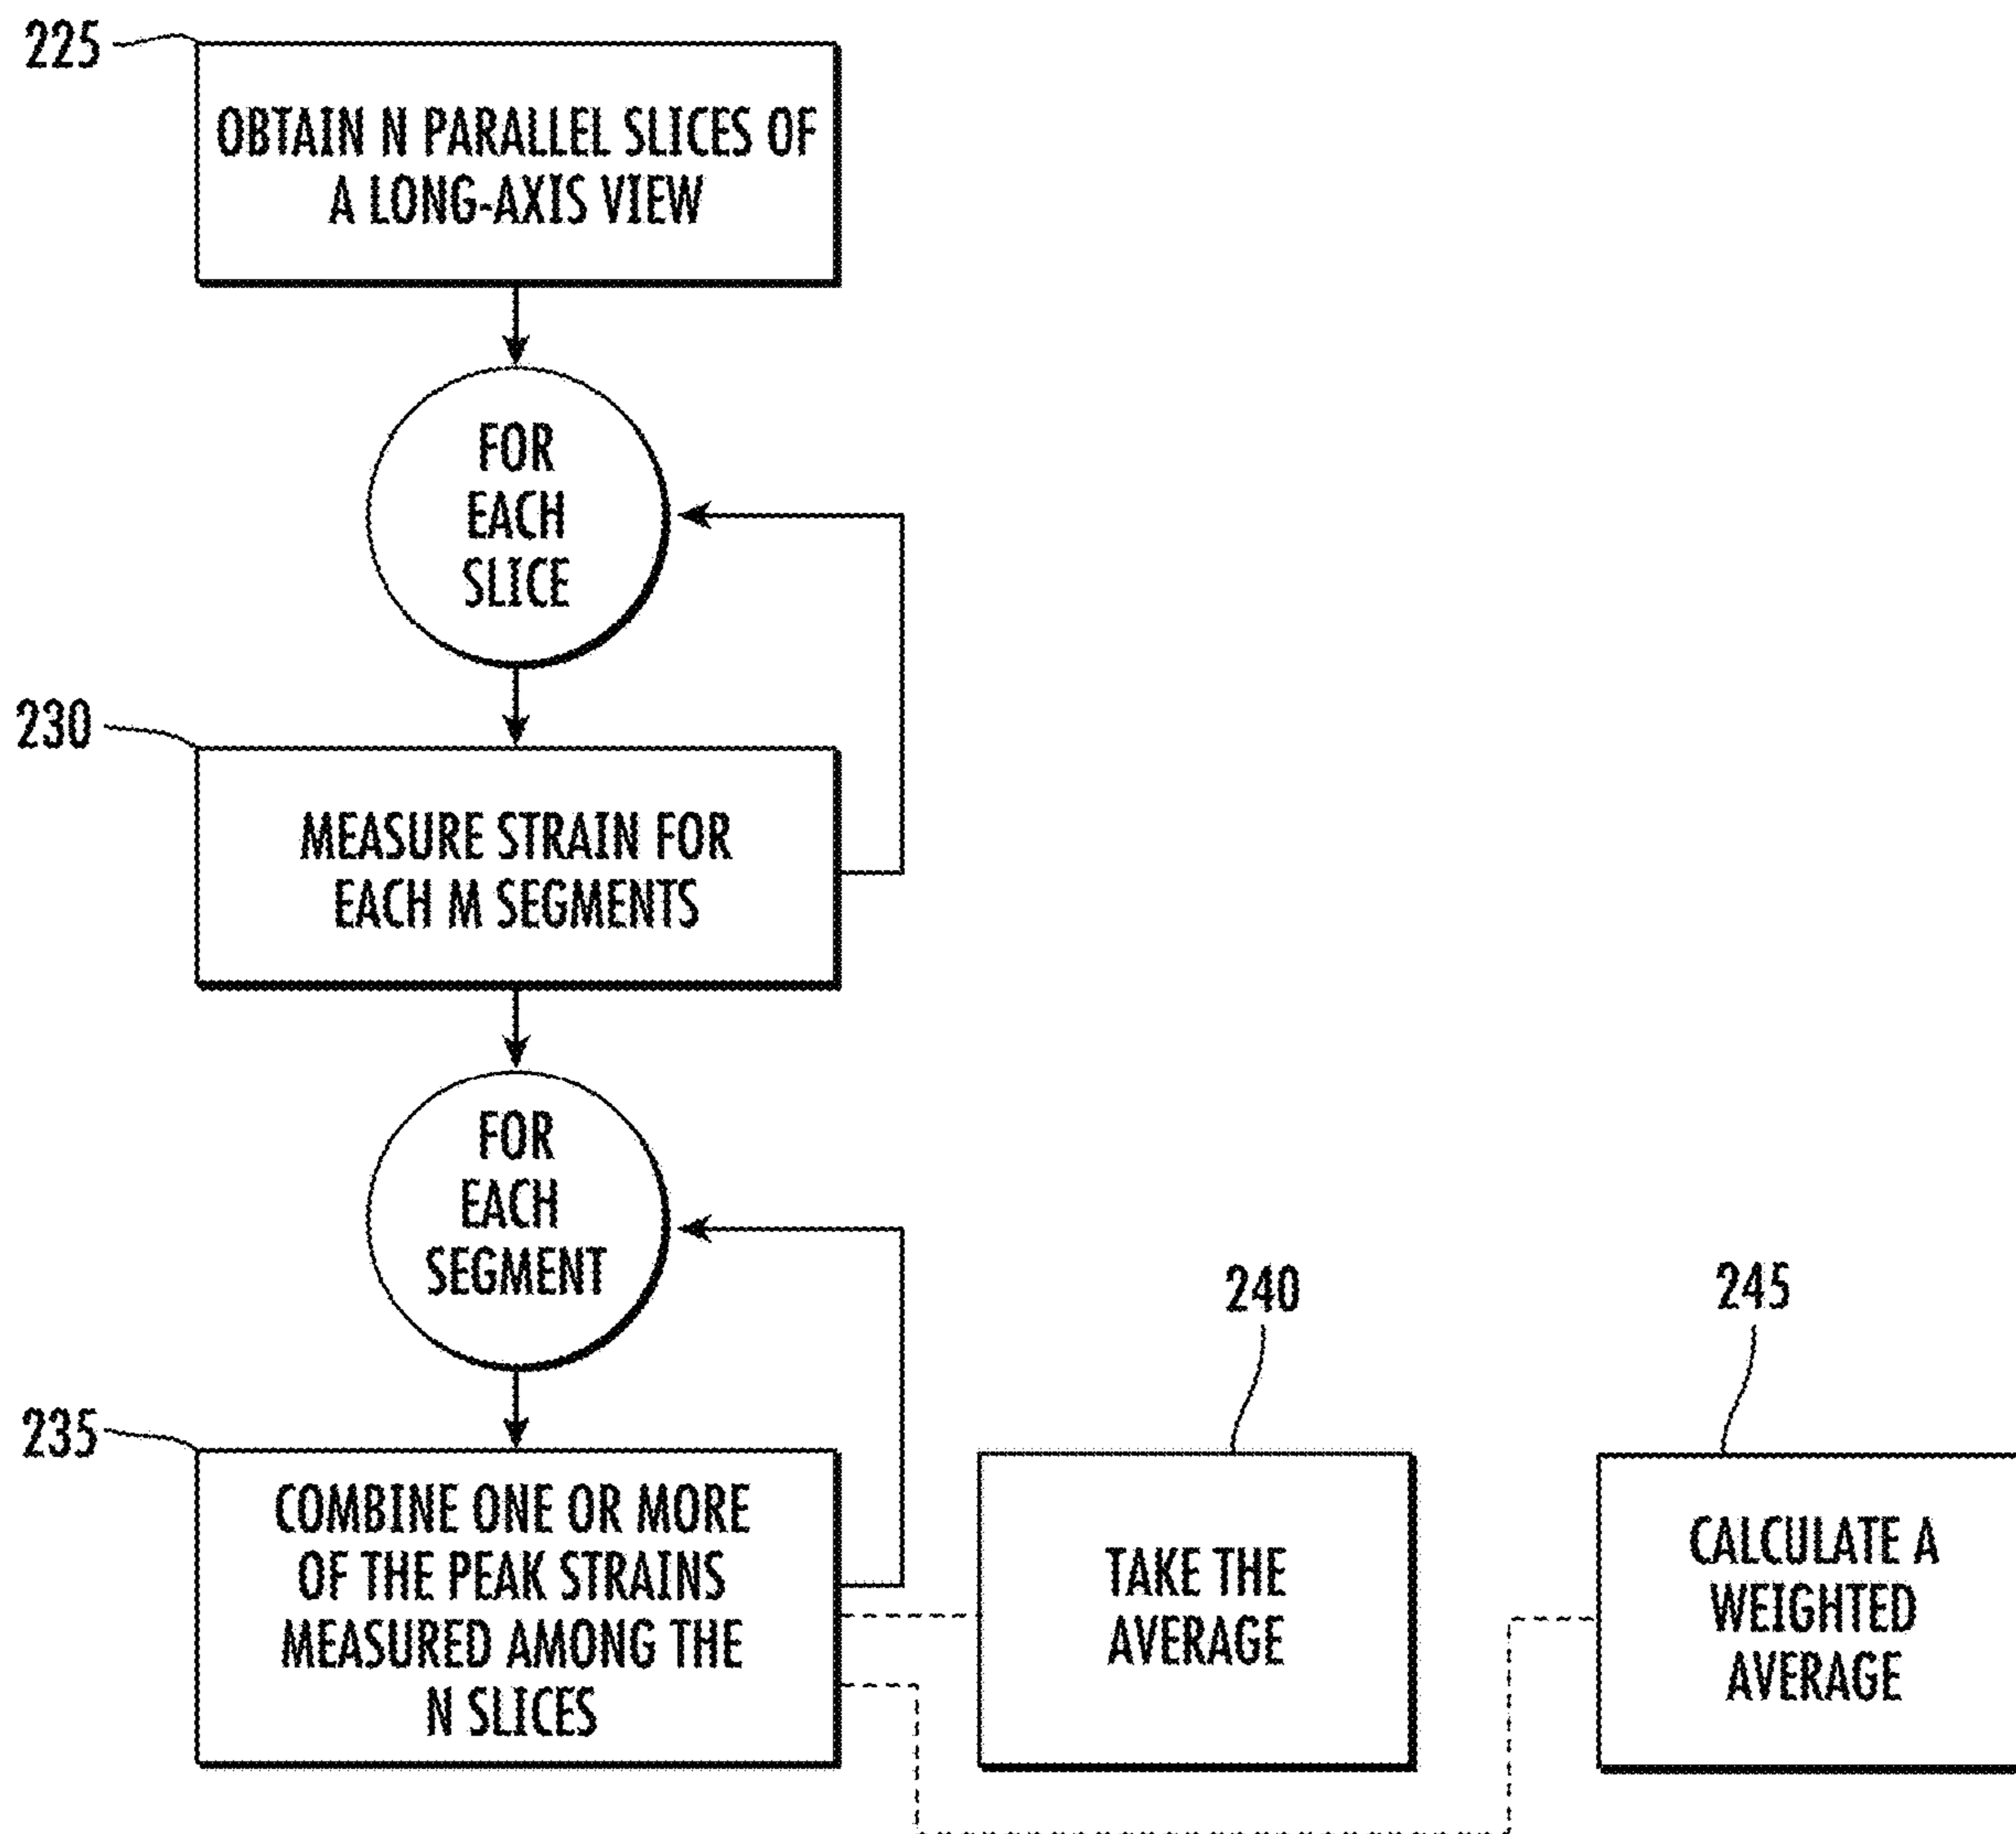 225
OBTAIN N PARALLEL SLICES OF
A LONG-AXIS VIEW
FOR
EACH
SLICE
230
MEASURE STRAIN FOR
EACH M SEGMENTS
FOR
EACH
SEGMENT
235
COMBINE ONE OR MORE
OF THE PEAK STRAINS
MEASURED AMONG THE
N SLICES
240
TAKE THE
AVERAGE
245
CALCULATE A
WEIGHTED
AVERAGE